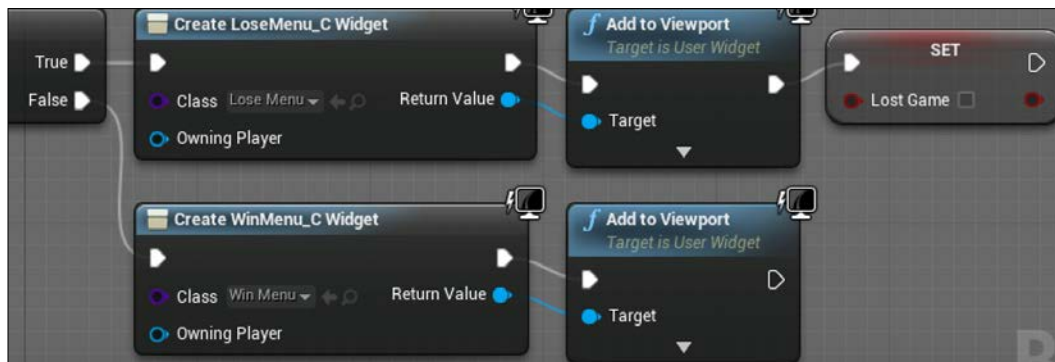 True
False
Create LoseMenu_C Widget
Class Lose Menu
Return Value
Owning Player
Add to Viewport
Target is User Widget
Target
SET
Lost Game
Create WinMenu_C Widget
Class Win Menu
Return Value
Owning Player
Add to Viewport
Target is User Widget
Target